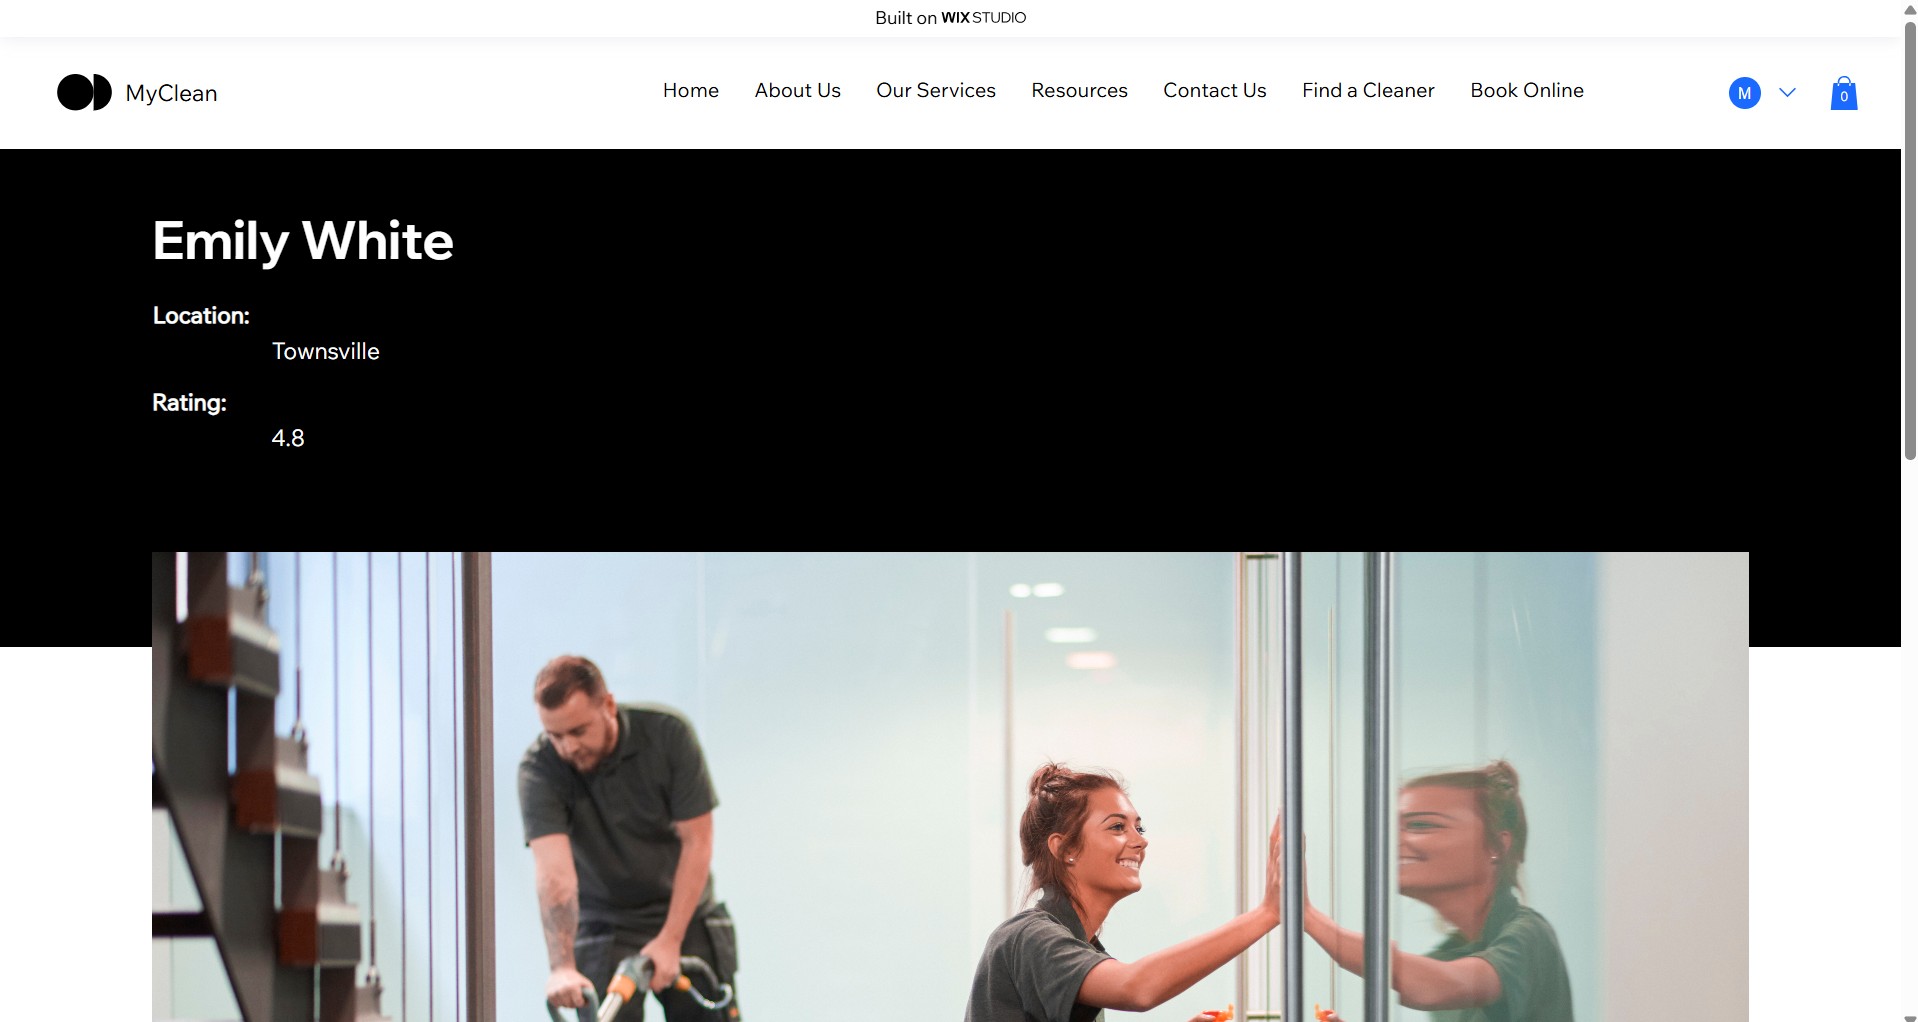 Built on WIX STUDIO
MyClean
Home About Us Our Services Resources Contact Us Find a Cleaner Book Online
M
0
Emily White
Location:
Townsville
Rating:
4.8